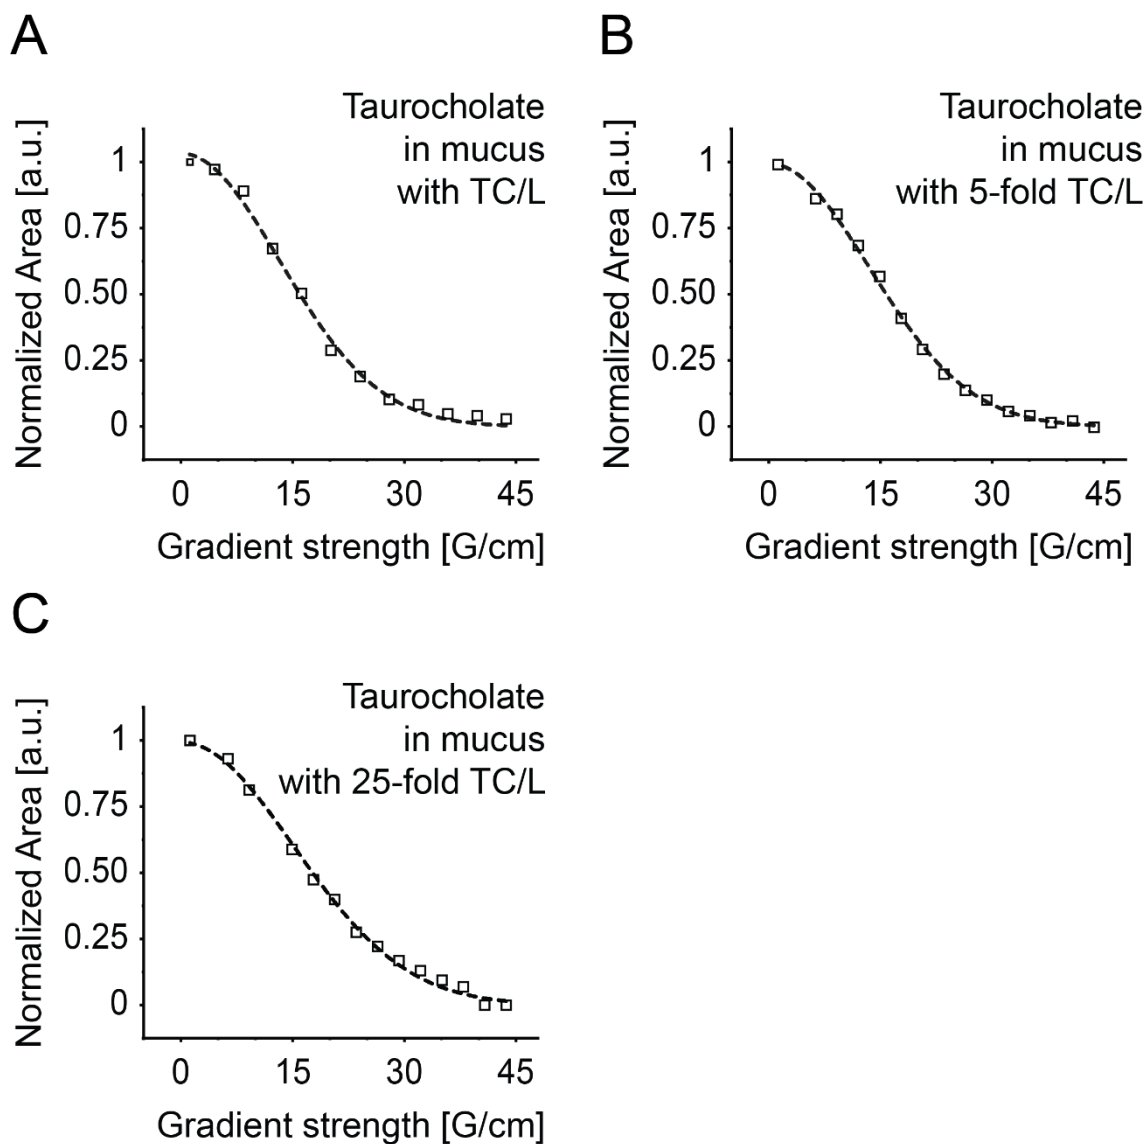 A
Taurocholate
in mucus
with TC/L
Normalized Area [a.u.]
1
0.75
0.50
0.25
0
0 15 30 45
Gradient strength [G/cm]
B
Taurocholate
in mucus
with 5-fold TC/L
Normalized Area [a.u.]
1
0.75
0.50
0.25
0
0 15 30 45
Gradient strength [G/cm]
C
Taurocholate
in mucus
with 25-fold TC/L
Normalized Area [a.u.]
1
0.75
0.50
0.25
0
0 15 30 45
Gradient strength [G/cm]